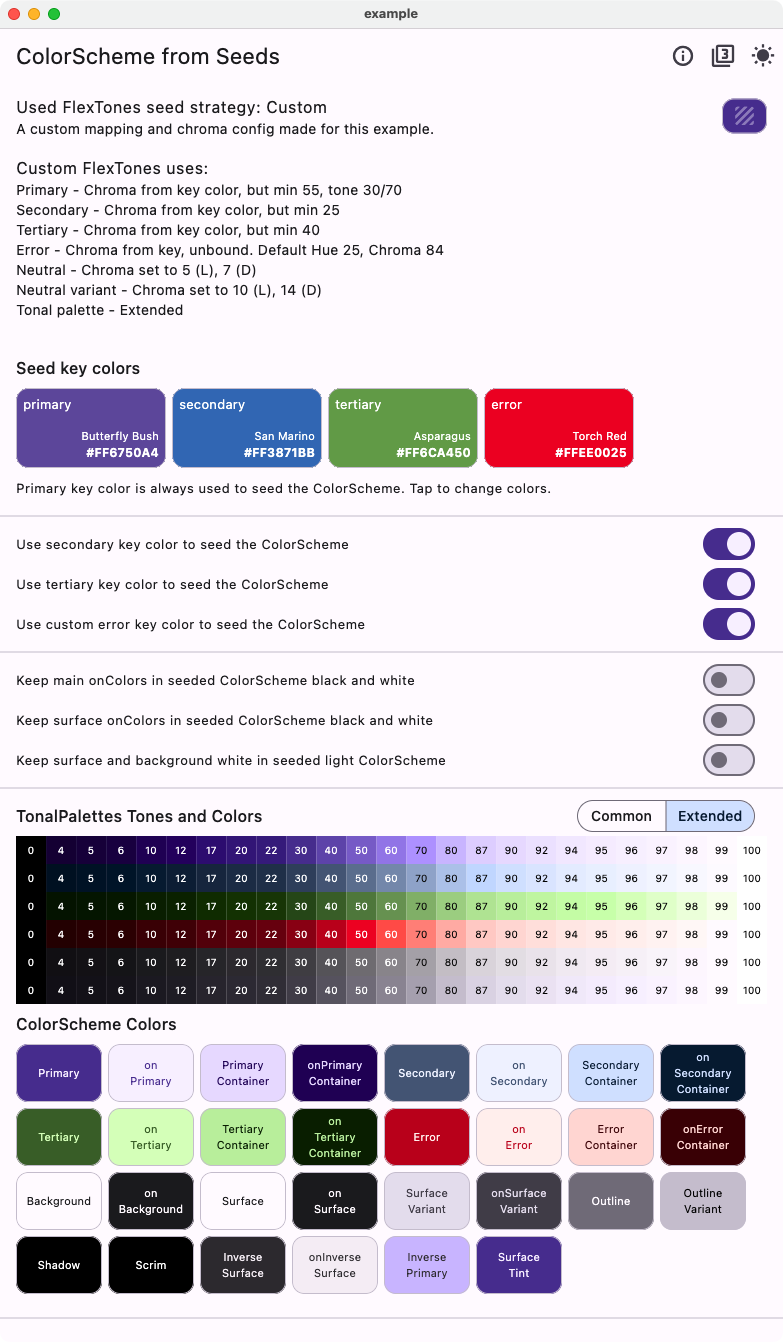 example
ColorScheme from Seeds
3
Used FlexTones seed strategy: Custom
A custom mapping and chroma config made for this example.
Custom FlexTones uses:
Primary - Chroma from key color, but min 55, tone 30/70
Secondary - Chroma from key color, but min 25
Tertiary - Chroma from key color, but min 40
Error - Chroma from key, unbound. Default Hue 25, Chroma 84
Neutral - Chroma set to 5 (L), 7 (D)
Neutral variant - Chroma set to 10 (L), 14 (D)
Tonal palette - Extended
Seed key colors
primary
Butterfly Bush
#FF6750A4
secondary
San Marino
#FF3871BB
tertiary
Asparagus
#FF6CA450
error
Torch Red
#FFEE0025
Primary key color is always used to seed the ColorScheme. Tap to change colors.
Use secondary key color to seed the ColorScheme
Use tertiary key color to seed the ColorScheme
Use custom error key color to seed the ColorScheme
Keep main onColors in seeded ColorScheme black and white
Keep surface onColors in seeded ColorScheme black and white
Keep surface and background white in seeded light ColorScheme
TonalPalettes Tones and Colors
Common Extended
0 4 5 6 10 12 17 20 22 30 40 50 60 70 80 87 90 92 94 95 96 97 98 99 100
0 4 5 6 10 12 17 20 22 30 40 50 60 70 80 87 90 92 94 95 96 97 98 99 100
0 4 5 6 10 12 17 20 22 30 40 50 60 70 80 87 90 92 94 95 96 97 98 99 100
0 4 5 6 10 12 17 20 22 30 40 50 60 70 80 87 90 92 94 95 96 97 98 99 100
0 4 5 6 10 12 17 20 22 30 40 50 60 70 80 87 90 92 94 95 96 97 98 99 100
0 4 5 6 10 12 17 20 22 30 40 50 60 70 80 87 90 92 94 95 96 97 98 99 100
ColorScheme Colors
Primary
on
Primary
Primary
Container
onPrimary
Container
Secondary
on
Secondary
Secondary
Container
on
Secondary
Container
Tertiary
on
Tertiary
Tertiary
Container
on
Tertiary
Container
Error
on
Error
Error
Container
onError
Container
Background
on
Background
Surface
on
Surface
Surface
Variant
onSurface
Variant
Outline
Outline
Variant
Shadow
Scrim
Inverse
Surface
onInverse
Surface
Inverse
Primary
Surface
Tint